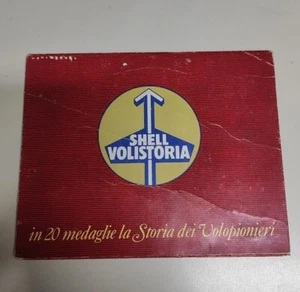 SHELL
VOLISTORIA
in 20 medaglie la Storia dei Volopionieri